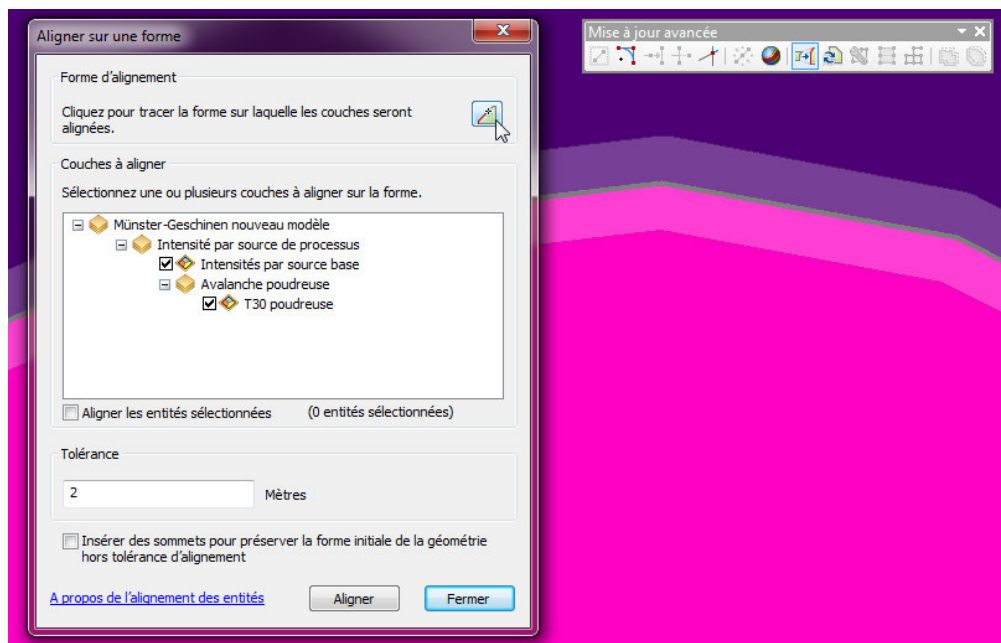 Aligner sur une forme
Mise à jour avancée
Forme d'alignement
Cliquez pour tracer la forme sur laquelle les couches seront
alignées.
Couches à aligner
Sélectionnez une ou plusieurs couches à aligner sur la forme.
Münster-Geschinen nouveau modèle
Intensité par source de processus
Intensités par source base
Avalanche poudreuse
T30 poudreuse
Aligner les entités sélectionnées (0 entités sélectionnées)
Tolérance
2 Mètres
Insérer des sommets pour préserver la forme initiale de la géométrie
hors tolérance d'alignement
A propos de l'alignement des entités Aligner Fermer